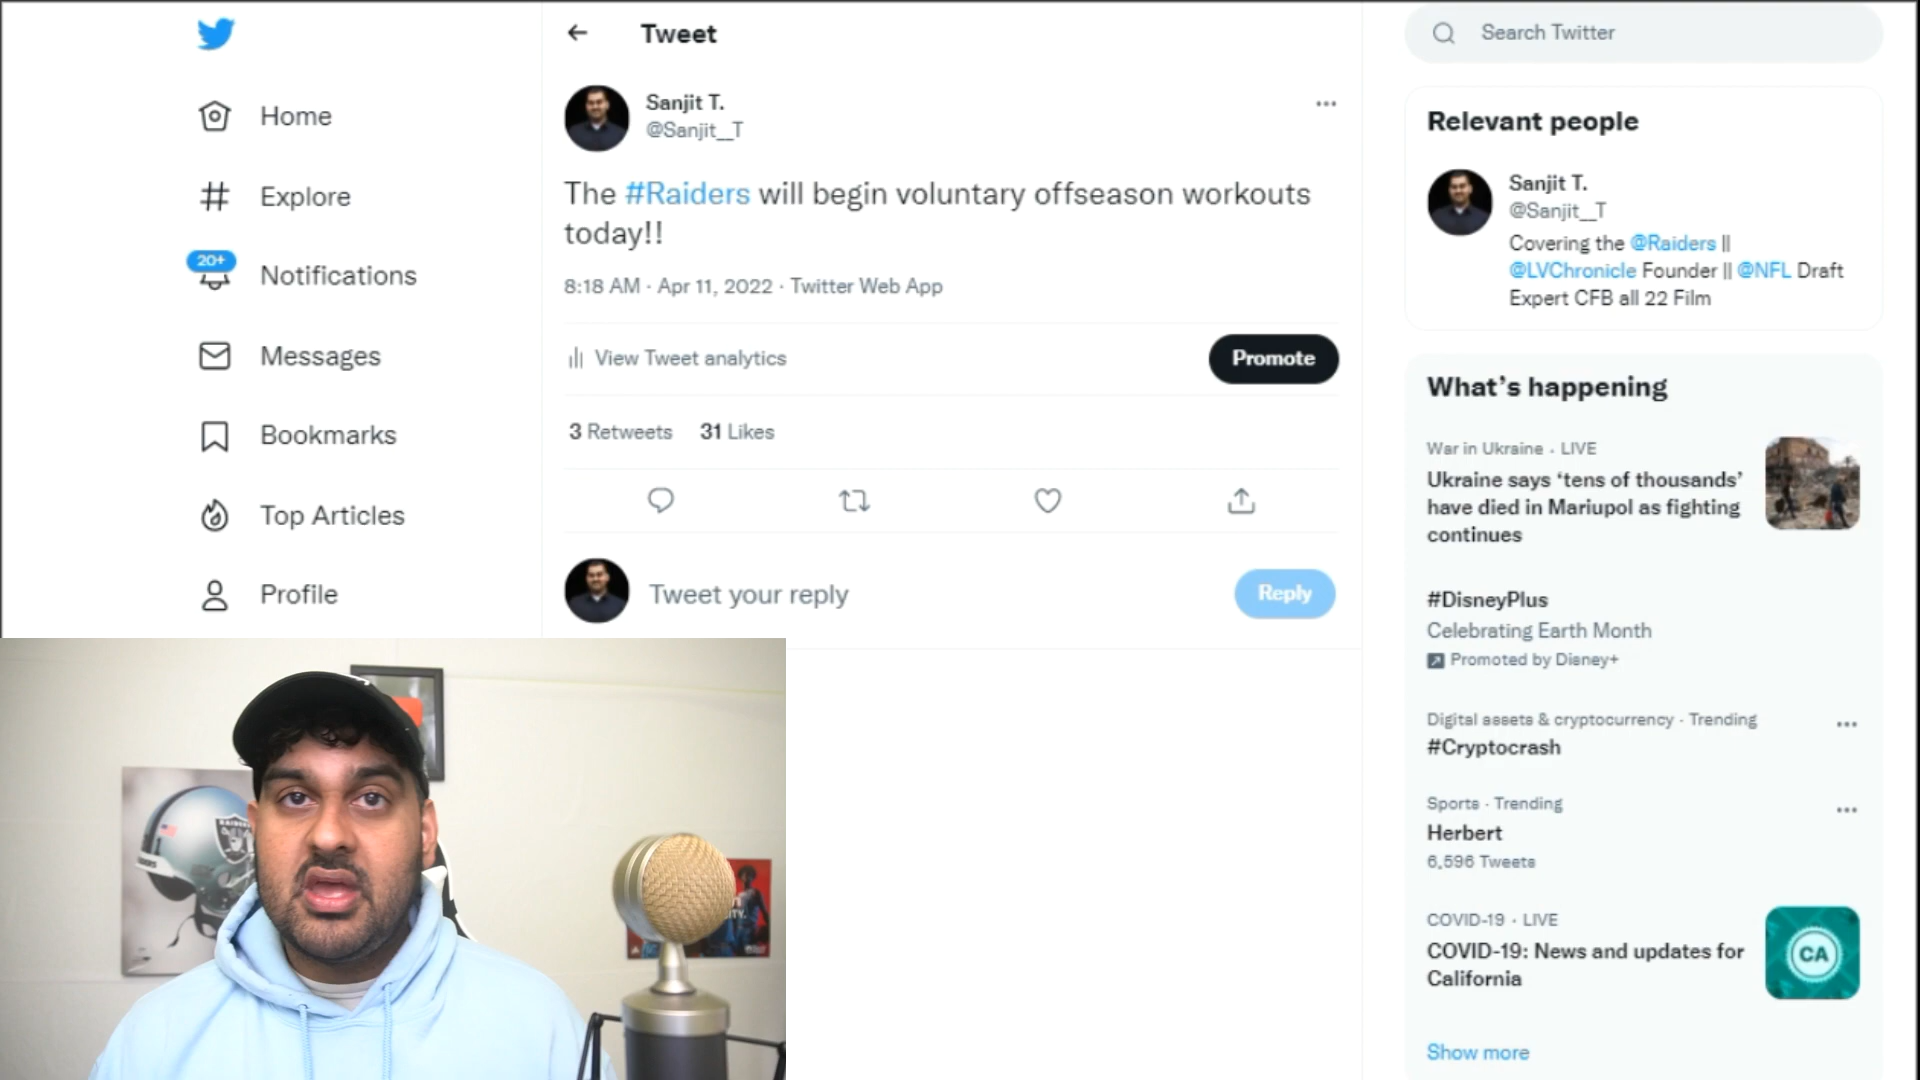 Home
Explore
20+
Notifications
Messages
Bookmarks
Top Articles
Profile
Tweet
Sanjit T.
@Sanjit__T
The #Raiders will begin voluntary offseason workouts
today!!
8:18 AM · Apr 11, 2022 · Twitter Web App
View Tweet analytics
Promote
3 Retweets 31 Likes
Tweet your reply
Reply
Search Twitter
Relevant people
Sanjit T.
@Sanjit__T
Covering the @Raiders ||
@LVChronicle Founder || @NFL Draft
Expert CFB all 22 Film
What's happening
War in Ukraine · LIVE
Ukraine says ‘tens of thousands’
have died in Mariupol as fighting
continues
#DisneyPlus
Celebrating Earth Month
Promoted by Disney+
Digital assets & cryptocurrency · Trending
#Cryptocrash
Sports · Trending
Herbert
6,596 Tweets
COVID-19 · LIVE
COVID-19: News and updates for
California
CA
Show more
RAIDERS